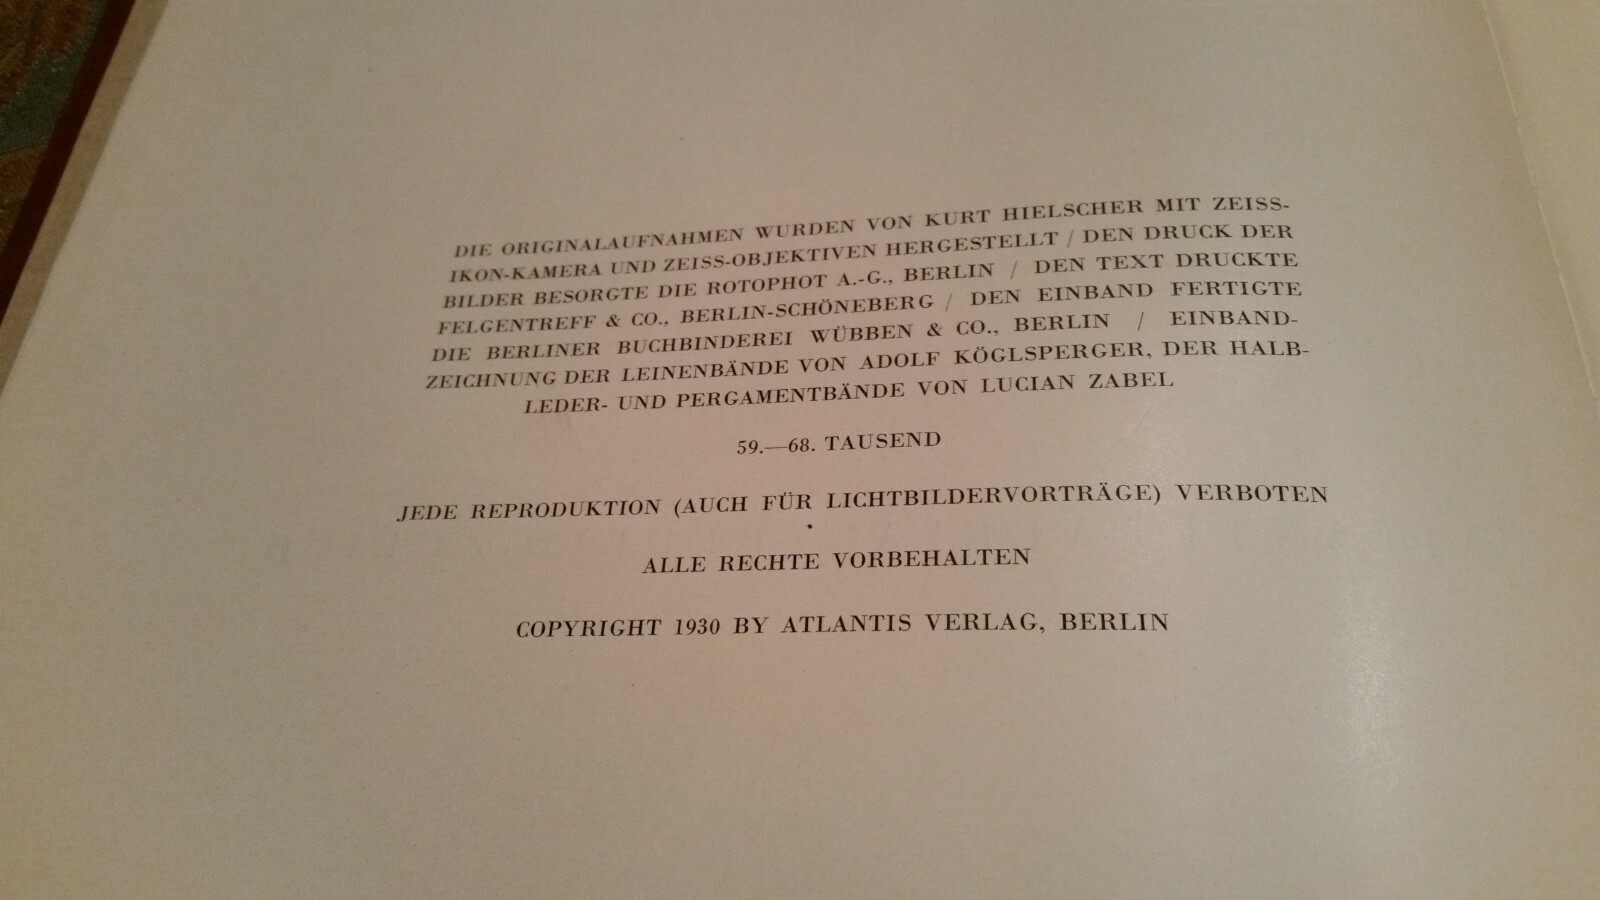 DIE ORIGINALAUFNAHMEN WURDEN VON KURT HIELSCHER MIT ZEISS-
IKON-KAMERA UND ZEISS-OBJEKTIVEN HERGESTELLT / DEN DRUCK DER
BILDER BESORGTE DIE ROTOPHOT A.-G., BERLIN / DEN TEXT DRUCKTE
FELGENTREFF & CO., BERLIN-SCHÖNEBERG / DEN EINBAND FERTIGTE
DIE BERLINER BUCHBINDEREI WÜBBEN & CO., BERLIN / EINBAND-
ZEICHNUNG DER LEINENBÄNDE VON ADOLF KÖGLSPERGER, DER HALB-
LEDER- UND PERGAMENTBÄNDE VON LUCIAN ZABEL
59.—68. TAUSEND
JEDE REPRODUKTION (AUCH FÜR LICHTBILDERVORTRÄGE) VERBOTEN
ALLE RECHTE VORBEHALTEN
COPYRIGHT 1930 BY ATLANTIS VERLAG, BERLIN